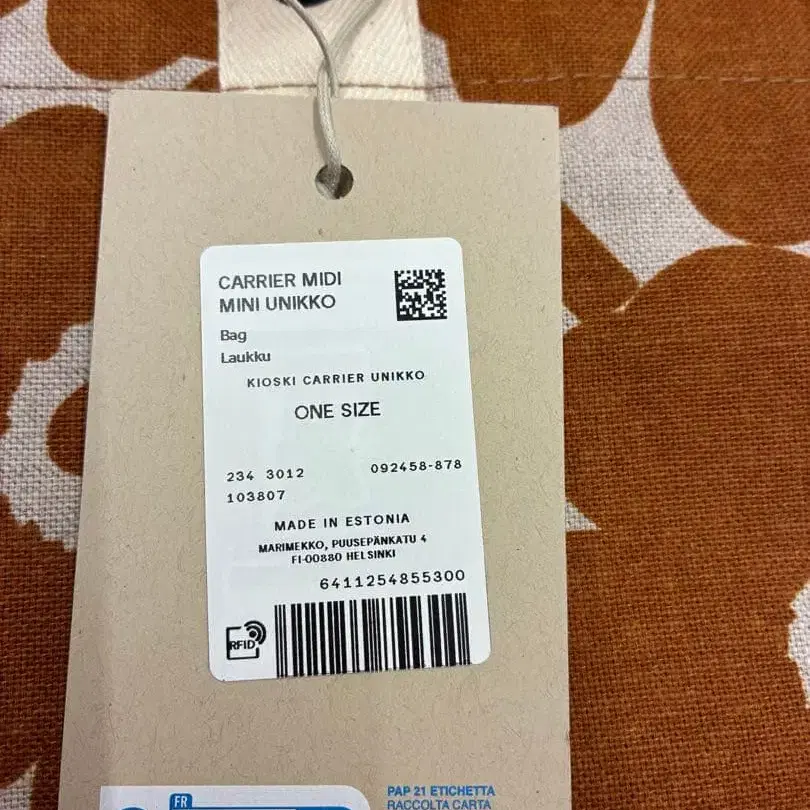 CARRIER MIDI
MINI UNIKKO
Bag
Laukku
KIOSKI CARRIER UNIKKO
ONE SIZE
234 3012 092458-878
103807
MADE IN ESTONIA
MARIMEKKO, PUUSEPÄNKATU 4
FI-00880 HELSINKI
6411254855300
RFID
FR
PAP 21 ETICHETTA
RACCOLTA CARTA